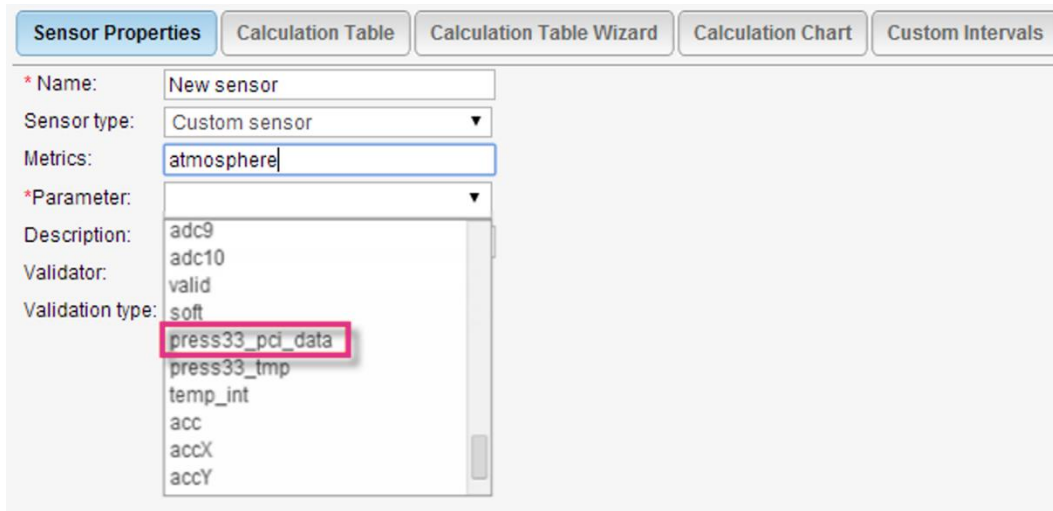 Sensor Properties Calculation Table Calculation Table Wizard Calculation Chart Custom Intervals
* Name: New sensor
Sensor type: Custom sensor
Metrics: atmosphere
*Parameter:
adc9
Description:
adc10
Validator:
valid
Validation type: soft
press33_pci_data
press33_tmp
temp_int
acc
accX
accY